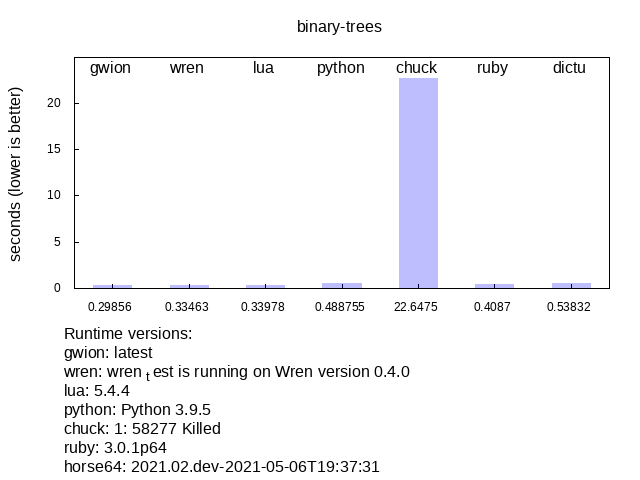 binary-trees
gwion wren lua python chuck ruby dictu
seconds (lower is better)
20
15
10
5
0
0.29856 0.33463 0.33978 0.488755 22.6475 0.4087 0.53832
Runtime versions:
gwion: latest
wren: wren t est is running on Wren version 0.4.0
lua: 5.4.4
python: Python 3.9.5
chuck: 1: 58277 Killed
ruby: 3.0.1p64
horse64: 2021.02.dev-2021-05-06T19:37:31